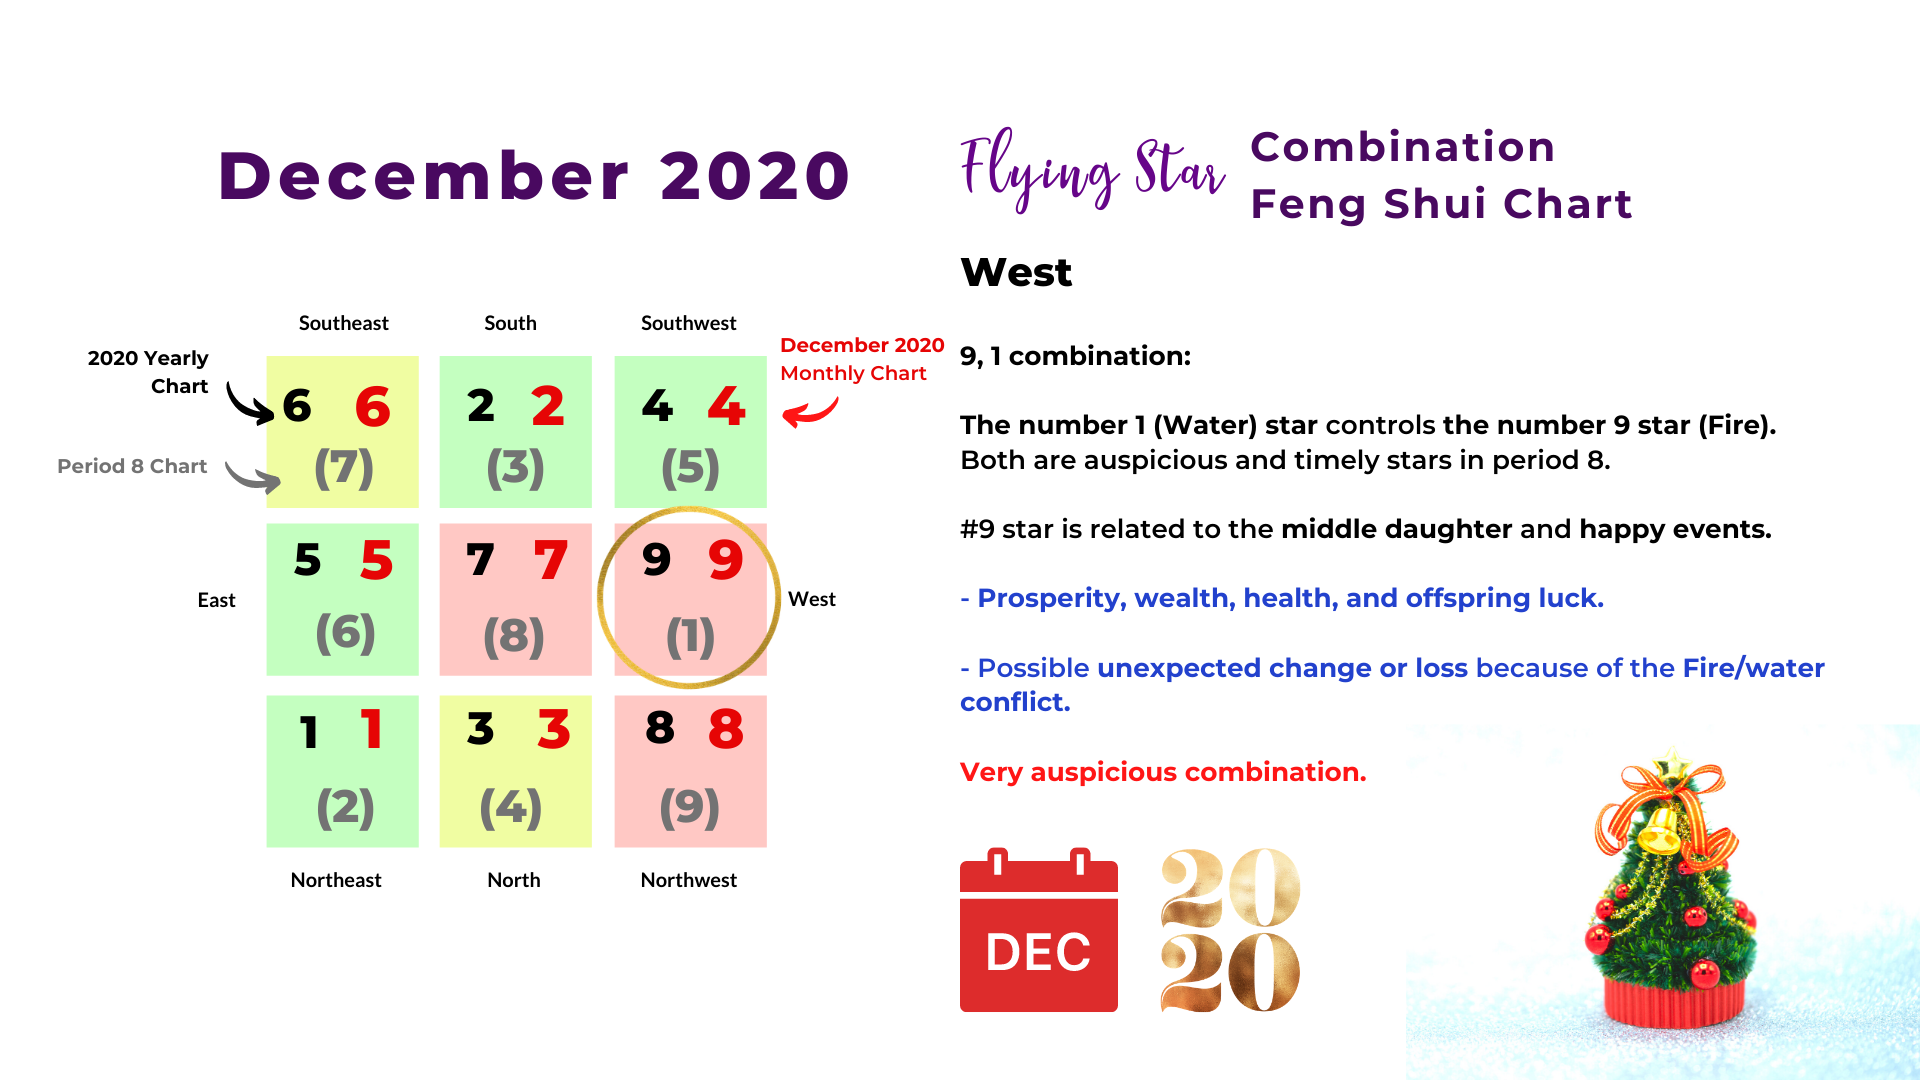 December 2020
Flying Star
Combination
Feng Shui Chart
Southeast South Southwest
2020 Yearly
Chart
Period 8 Chart
December 2020
Monthly Chart
6 6 2 2 4 4
(7) (3) (5)
East
5 5 7 7 9 9
(6) (8) (1)
West
1 1 3 3 8 8
(2) (4) (9)
Northeast North Northwest
West
9, 1 combination:
The number 1 (Water) star controls the number 9 star (Fire).
Both are auspicious and timely stars in period 8.
#9 star is related to the middle daughter and happy events.
- Prosperity, wealth, health, and offspring luck.
- Possible unexpected change or loss because of the Fire/water
conflict.
Very auspicious combination.
DEC
20
20